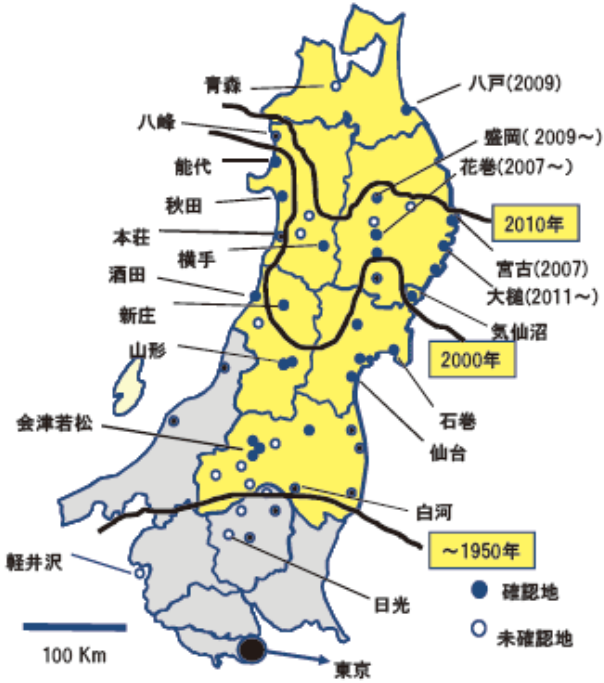 青森
八戸(2009)
八峰
盛岡( 2009～)
能代
花巻(2007～)
秋田
2010年
本荘
横手
宮古(2007)
酒田
大槌(2011～)
新庄
気仙沼
山形
2000年
石巻
会津若松
仙台
白河
～1950年
軽井沢
確認地
日光
未確認地
100 Km
東京